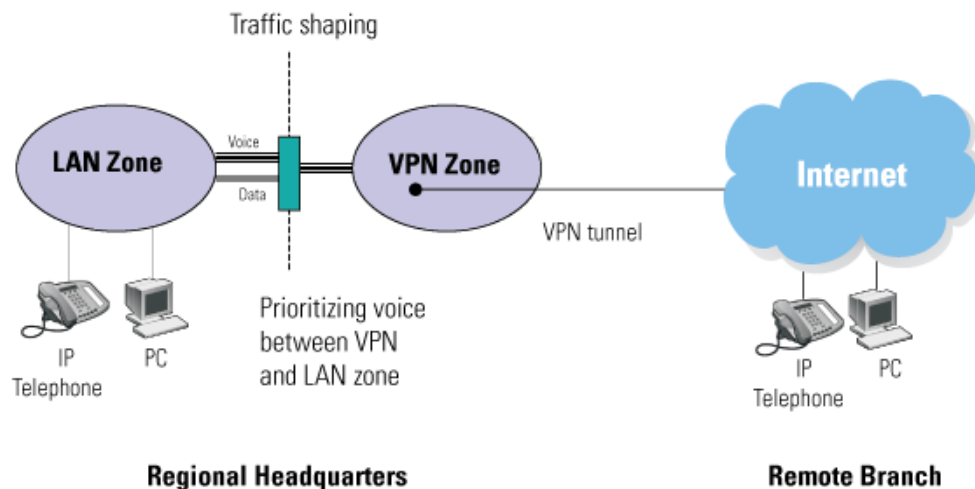 Traffic shaping
LAN Zone
Voice
Data
VPN Zone
Internet
VPN tunnel
IP
Telephone
PC
Prioritizing voice
between VPN
and LAN zone
IP
Telephone
PC
Regional Headquarters
Remote Branch